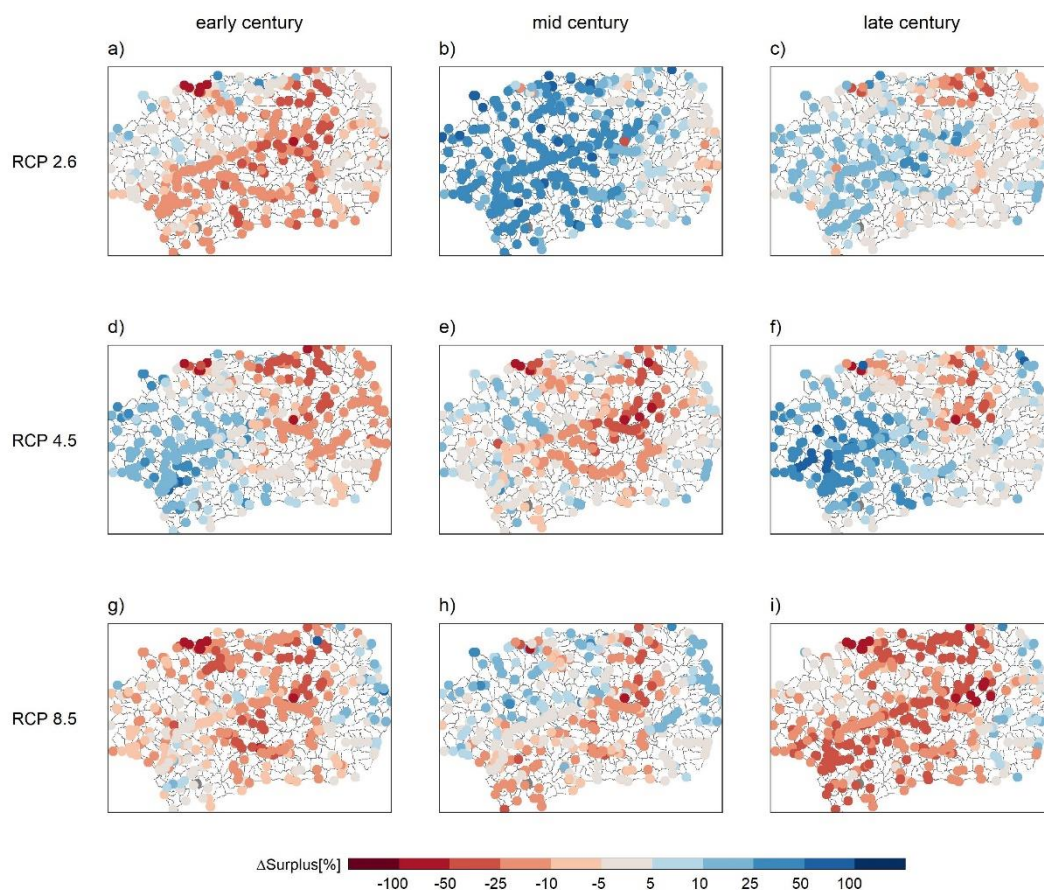 early century mid century late century
a) b) c)
RCP 2.6
d) e) f)
RCP 4.5
g) h) i)
RCP 8.5
ΔSurplus[%]
-100 -50 -25 -10 -5 5 10 25 50 100